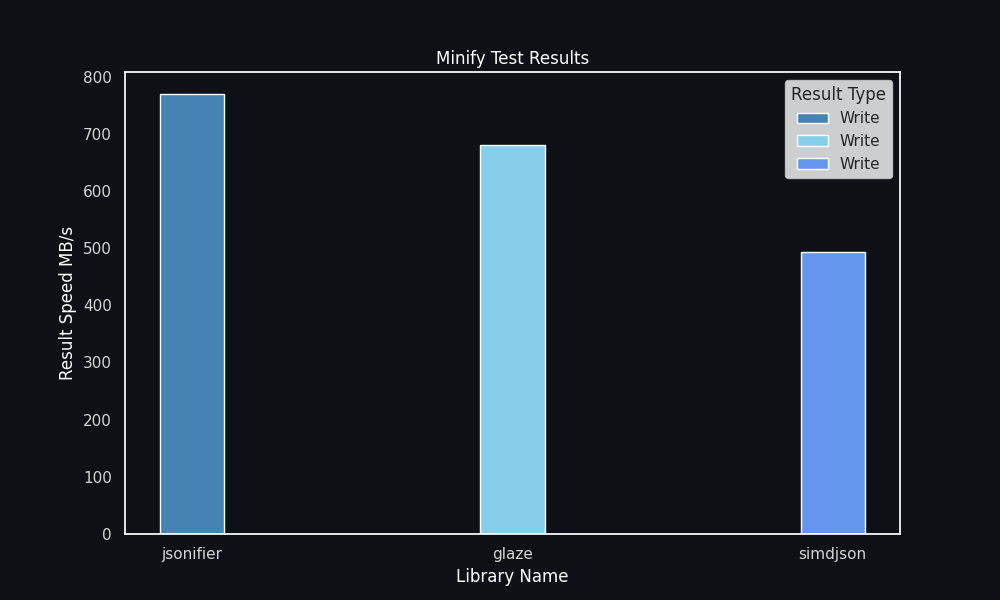 Minify Test Results
800
700
600
500
400
300
200
100
0
Result Speed MB/s
Result Type
Write
Write
Write
jsonifier glaze simdjson
Library Name